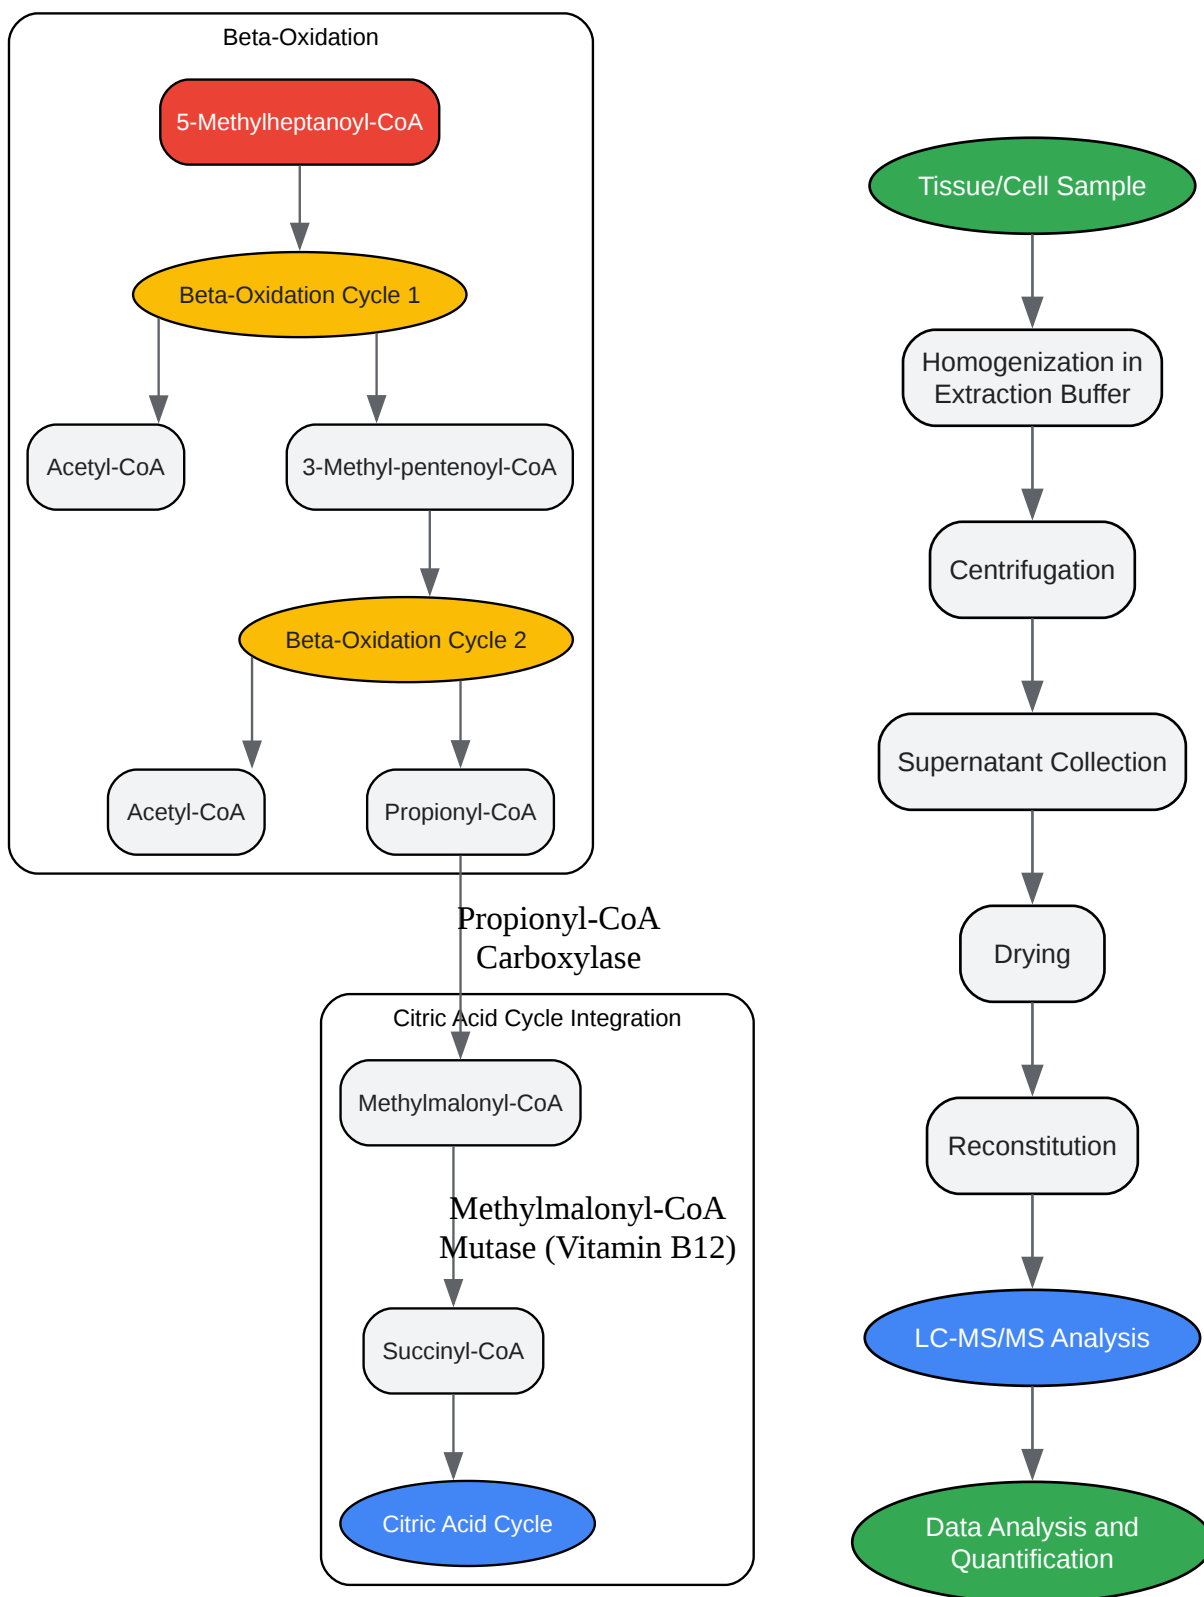 Beta-Oxidation
5-Methylheptanoyl-CoA
Beta-Oxidation Cycle 1
Acetyl-CoA
3-Methyl-pentenoyl-CoA
Beta-Oxidation Cycle 2
Acetyl-CoA
Propionyl-CoA
Propionyl-CoA
Carboxylase
Citric Acid Cycle Integration
Methylmalonyl-CoA
Methylmalonyl-CoA
Mutase (Vitamin B12)
Succinyl-CoA
Citric Acid Cycle
Tissue/Cell Sample
Homogenization in
Extraction Buffer
Centrifugation
Supernatant Collection
Drying
Reconstitution
LC-MS/MS Analysis
Data Analysis and
Quantification